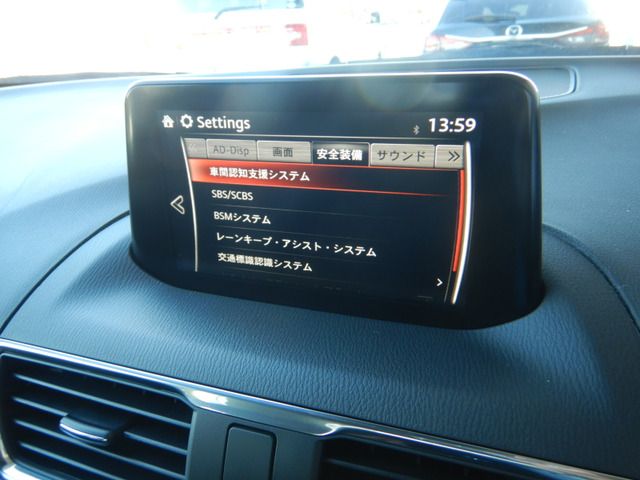 Settings
13:59
AD-Disp 画面 安全装備 サウンド
車間認知支援システム
SBS/SCBS
BSMシステム
レーンキープ・アシスト・システム
交通標識認識システム